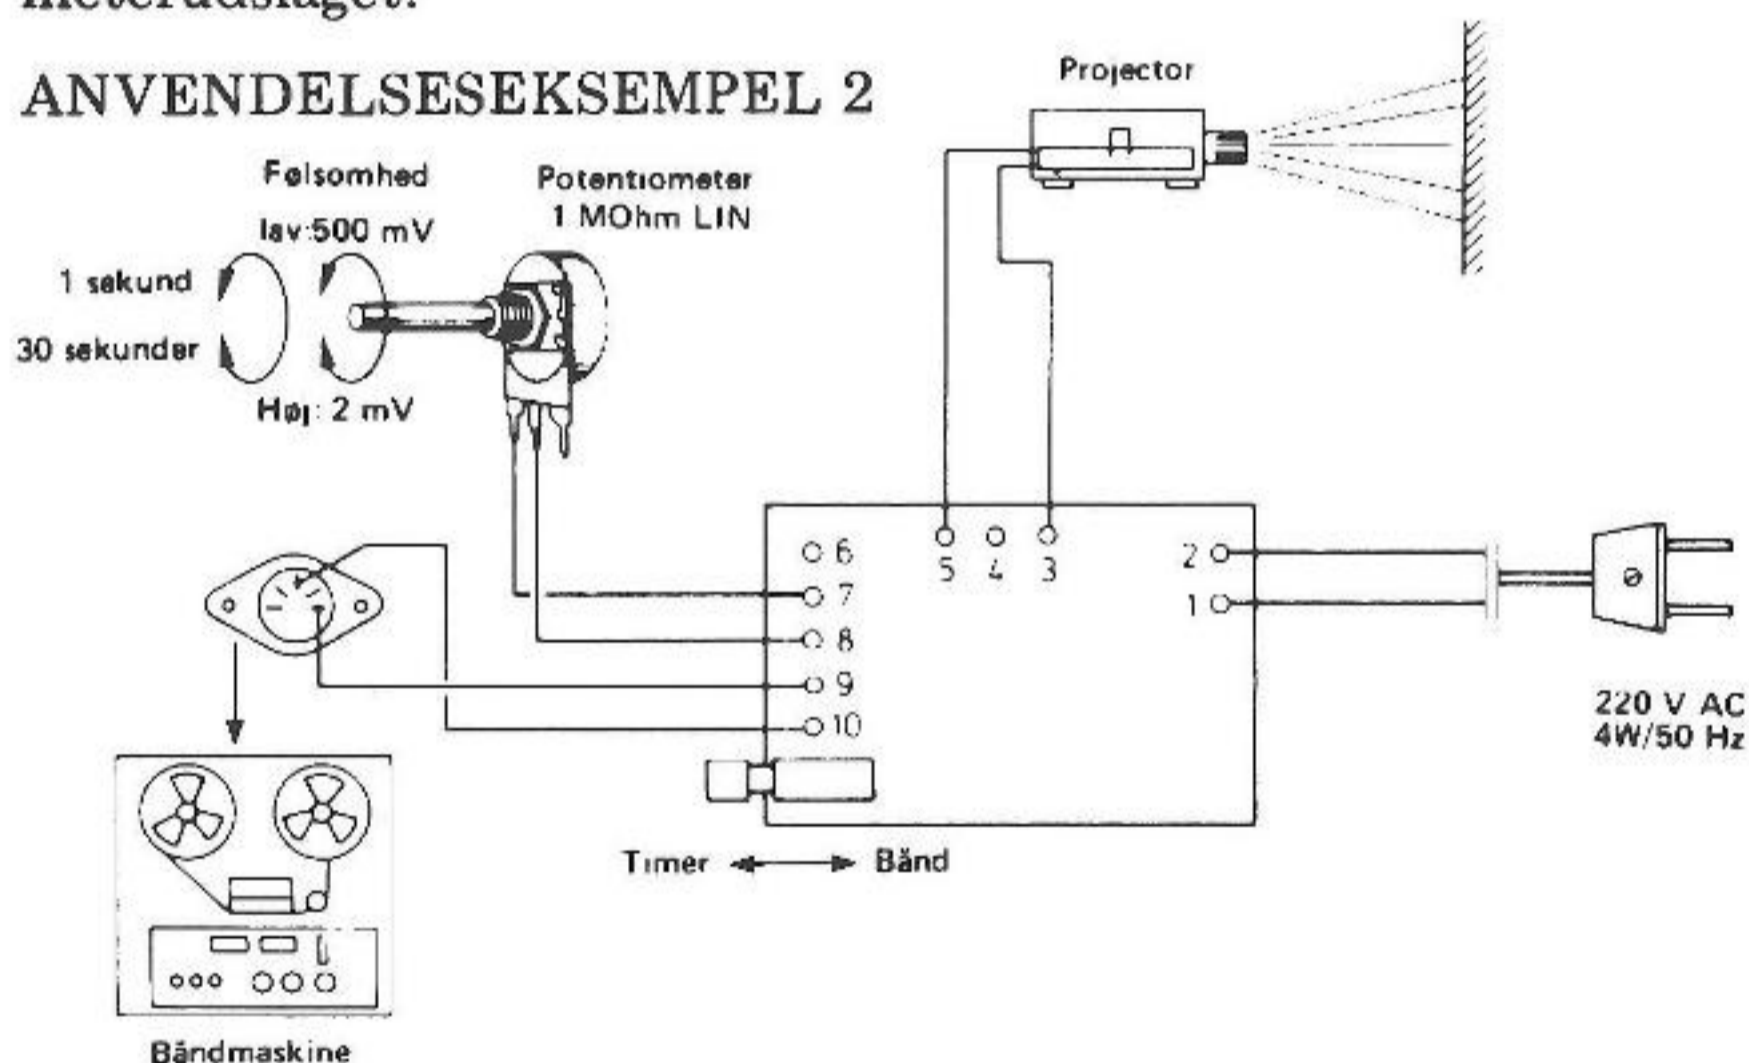 meterudslaget.
ANVENDELSESEKSEMPEL 2
Projector
Følsomhed
lav:500 mV
Potentiometer
1 MOhm LIN
1 sekund
30 sekunder
Høj: 2 mV
6
7
8
9
10
5
4
3
2
1
220 V AC
4W/50 Hz
Timer
Bånd
Båndmaskine